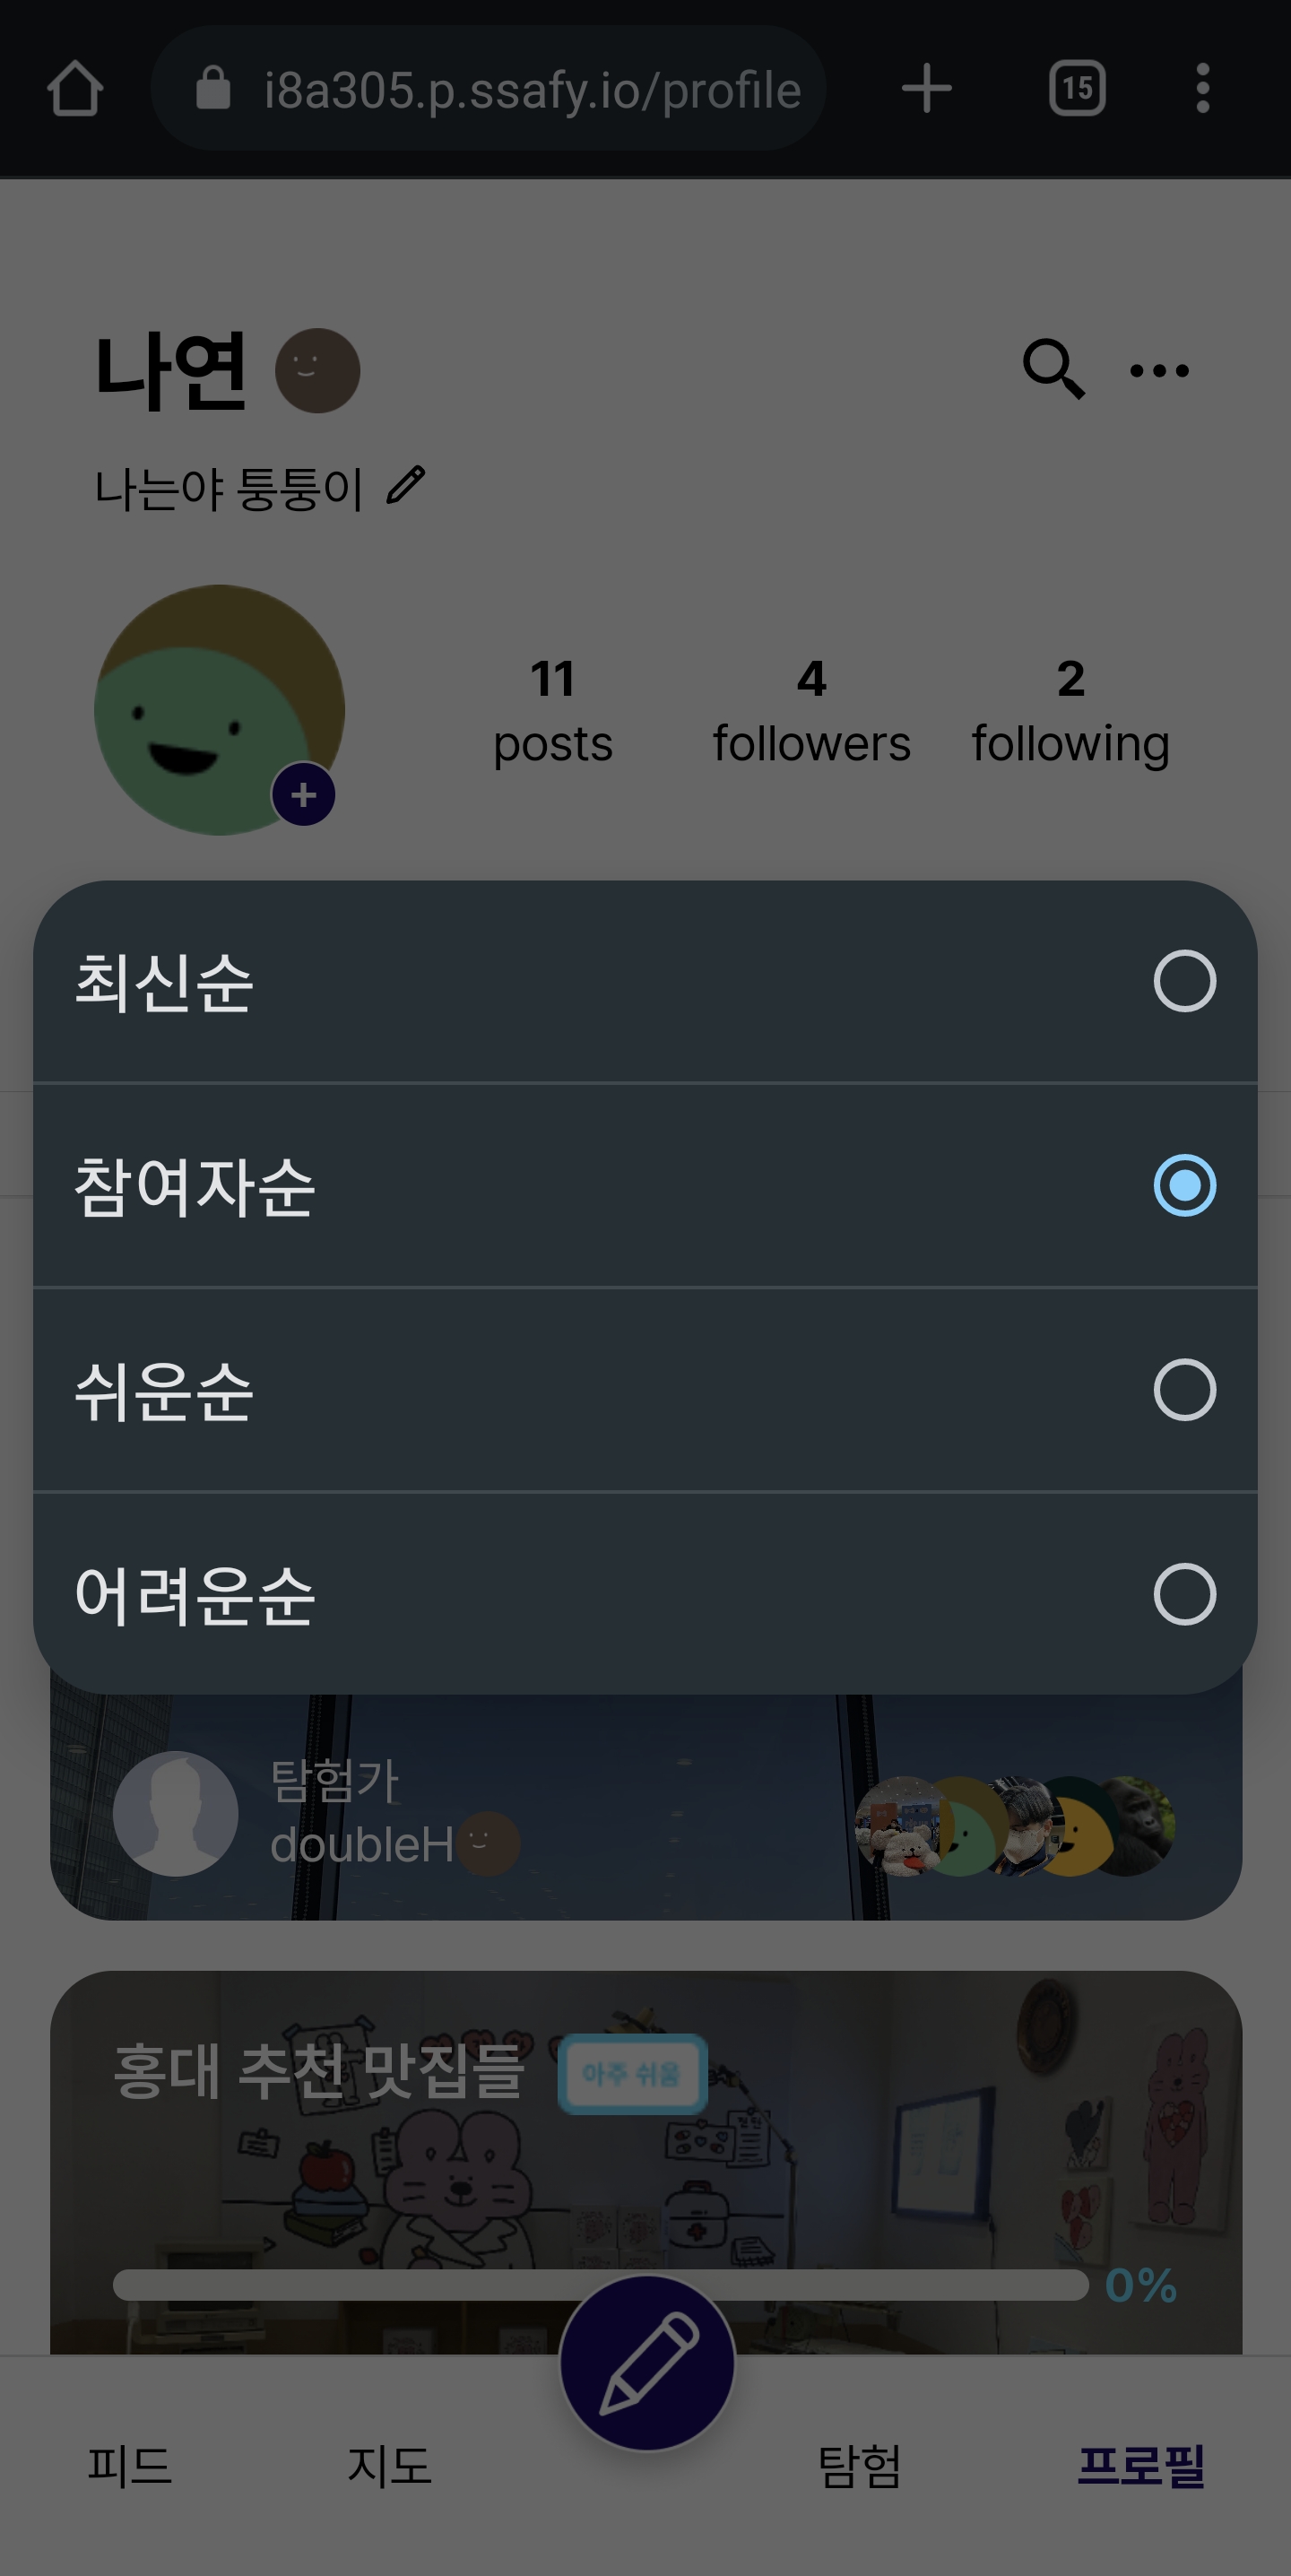 i8a305.p.ssafy.io/profile
15
나연
나는야 퉁퉁이
11
4
2
posts
followers
following
최신순
참여자순
쉬운순
어려운순
탐험가
doubleH
홍대 추천 맛집들
아주 쉬움
0%
피드
지도
탐험
프로필